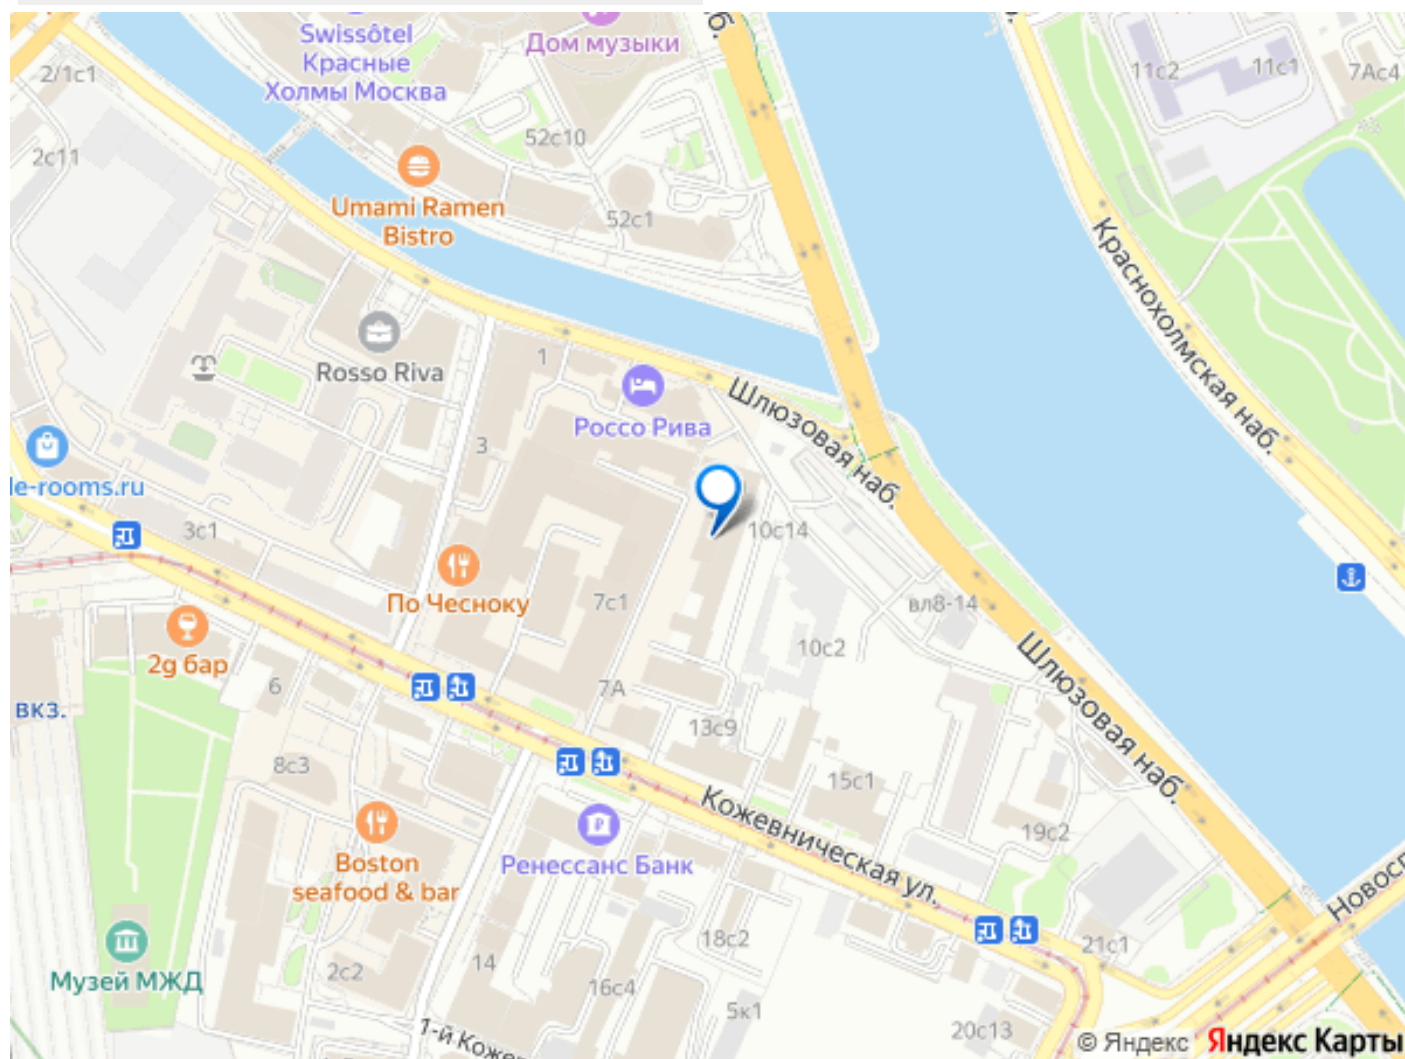 Swissôtel
Красные
Холмы Москва
Дом музыки
наб.
2/1с1
11с2
11с1
7Ас4
52с10
2с11
Umami Ramen
Bistro
52с1
Краснохолмская наб.
Rosso Riva
1
Шлюзовая наб.
Россо Рива
3
le-rooms.ru
3с1
10с14
По Чесноку
7с1
вл8-14
2g бар
10с2
Шлюзовая наб.
6
7А
вкз.
13с9
8с3
15с1
Кожевническая ул.
19с2
Boston
seafood & bar
Ренессанс Банк
Новосп
18с2
21с1
Музей МЖД
2с2
14
16с4
5к1
20с13
1-й Кожев
© Яндекс Яндекс Карты